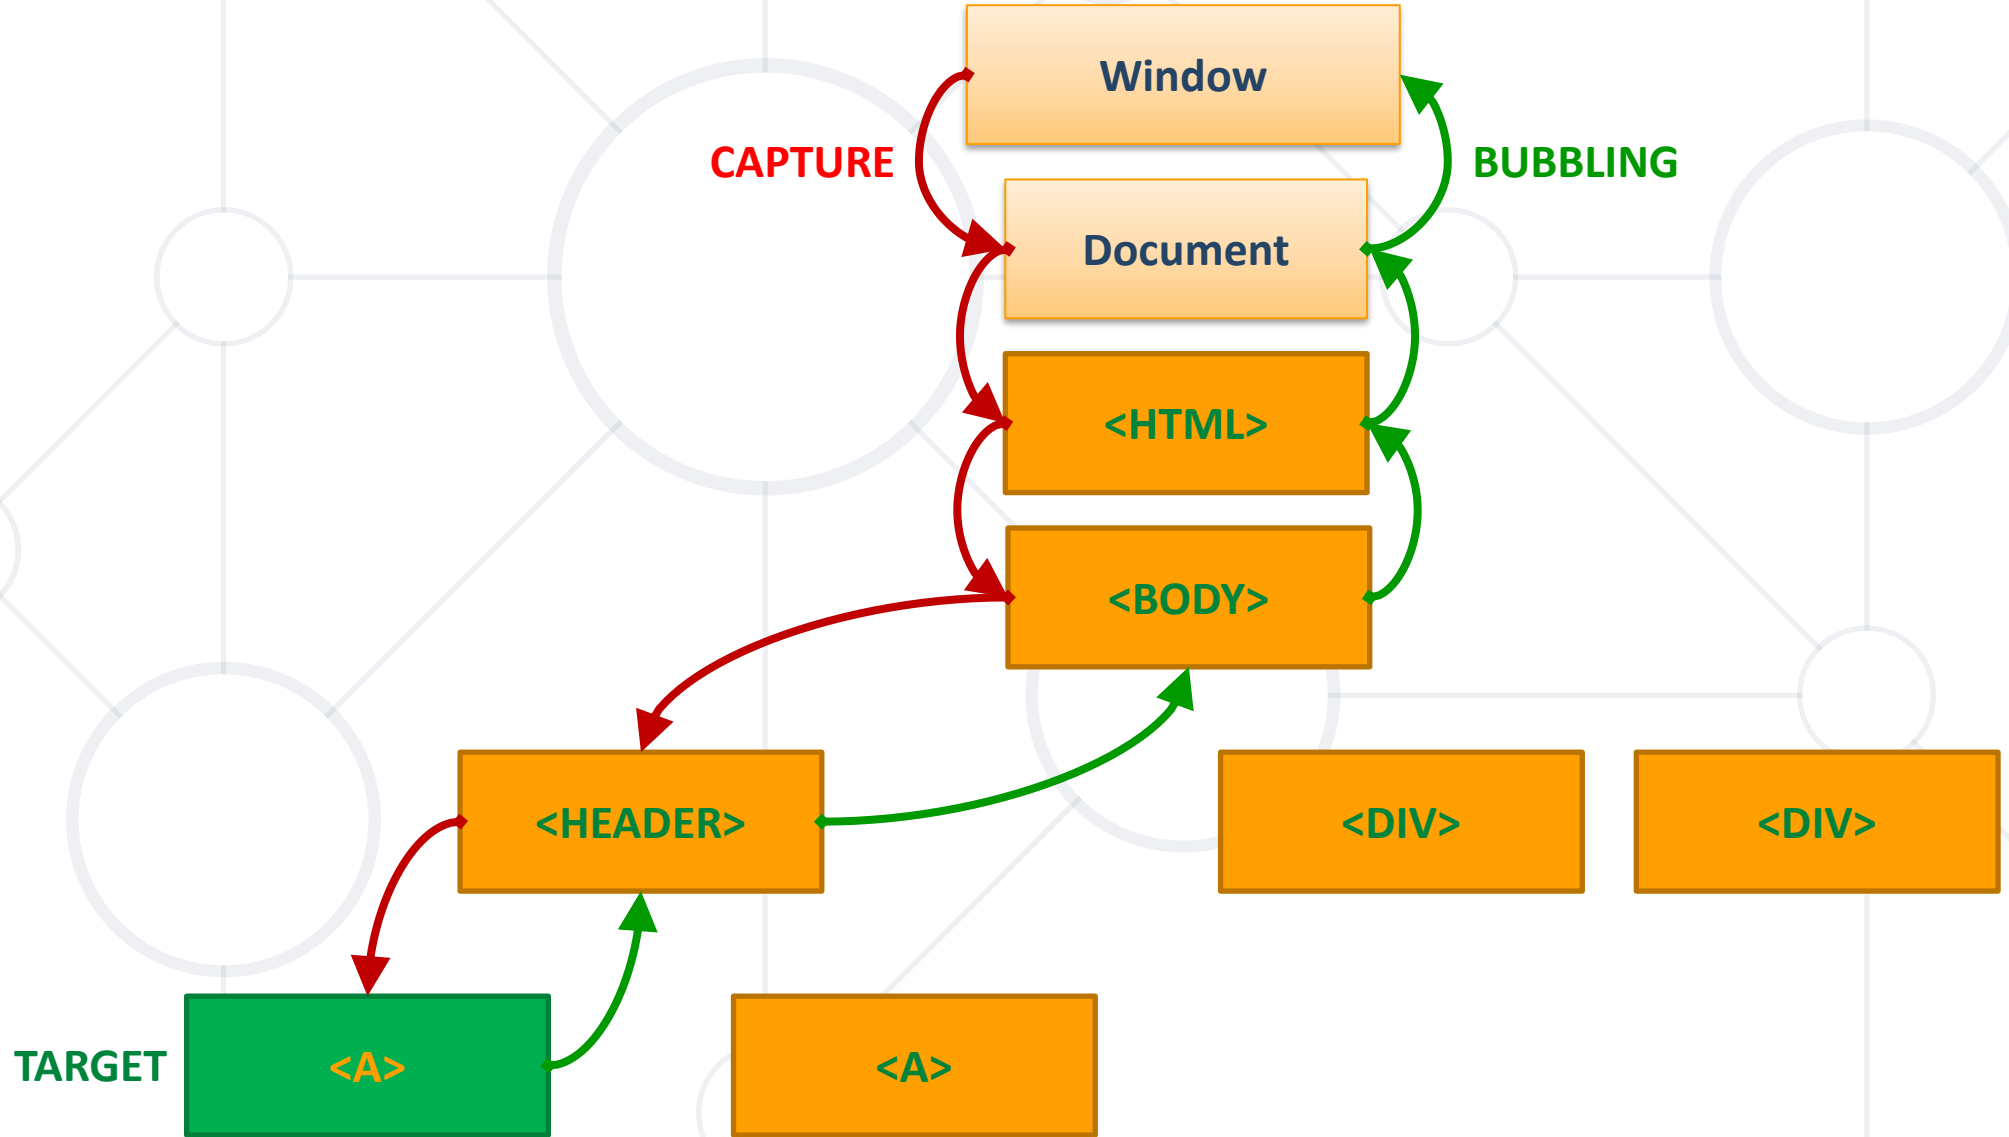 Window
CAPTURE
BUBBLING
Document
<HTML>
<BODY>
<HEADER>
<DIV>
<DIV>
TARGET
<A>
<A>